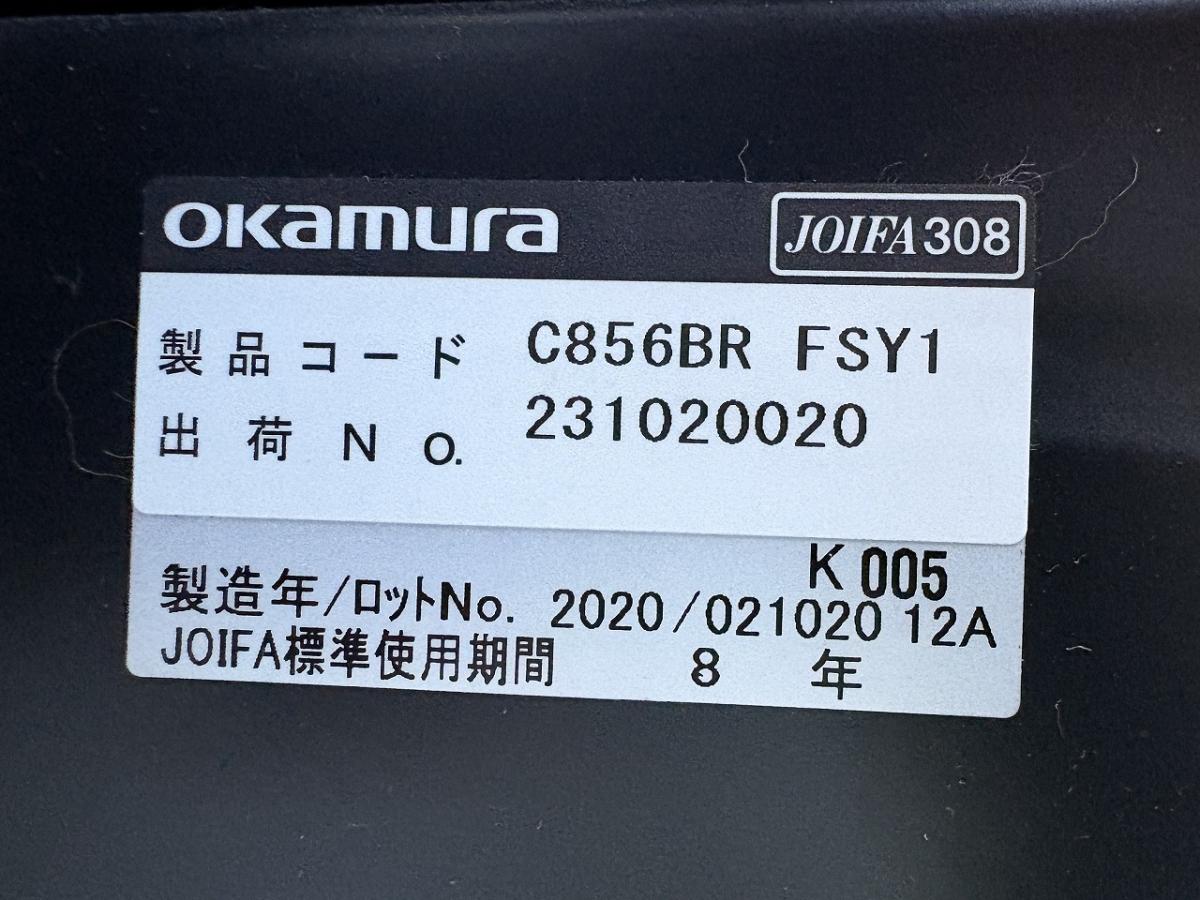 okamura JOIFA308
製品コード C856BR FSY1
出荷No. 231020020
K 005
製造年/ロットNo. 2020/021020 12A
JOIFA標準使用期間 8 年